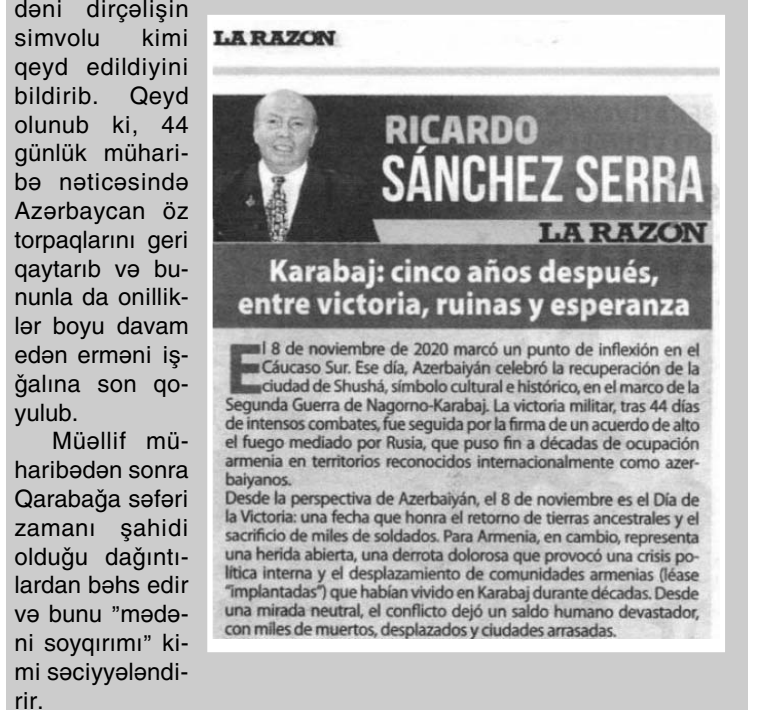 dəni dirçəlişin
simvolu kimi
qeyd edildiyini
bildirib. Qeyd
olunub ki, 44
günlük mühari-
bə nəticəsində
Azərbaycan öz
torpaqlarını geri
qaytarıb və bu-
nunla da onillik-
lər boyu davam
edən erməni iş-
ğalına son qo-
yulub.
Müəllif mü-
haribədən sonra
Qarabağa səfəri
zamanı şahidi
olduğu dağıntı-
lardan bəhs edir
və bunu ”mədə-
ni soyqırımı” ki-
mi səciyyələndi-
rir.
LA RAZON
RICARDO
SÁNCHEZ SERRA
LA RAZON
Karabaj: cinco años después,
entre victoria, ruinas y esperanza
El 8 de noviembre de 2020 marcó un punto de inflexión en el
Cáucaso Sur. Ese día, Azerbaiyán celebró la recuperación de la
ciudad de Shushá, símbolo cultural e histórico, en el marco de la
Segunda Guerra de Nagorno-Karabaj. La victoria militar, tras 44 días
de intensos combates, fue seguida por la firma de un acuerdo de alto
el fuego mediado por Rusia, que puso fin a décadas de ocupación
armenia en territorios reconocidos internacionalmente como azer-
baiyanos.
Desde la perspectiva de Azerbaiyán, el 8 de noviembre es el Día de
la Victoria: una fecha que honra el retorno de tierras ancestrales y el
sacrificio de miles de soldados. Para Armenia, en cambio, representa
una herida abierta, una derrota dolorosa que provocó una crisis po-
lítica interna y el desplazamiento de comunidades armenias (léase
“implantadas”) que habían vivido en Karabaj durante décadas. Desde
una mirada neutral, el conflicto dejó un saldo humano devastador,
con miles de muertos, desplazados y ciudades arrasadas.